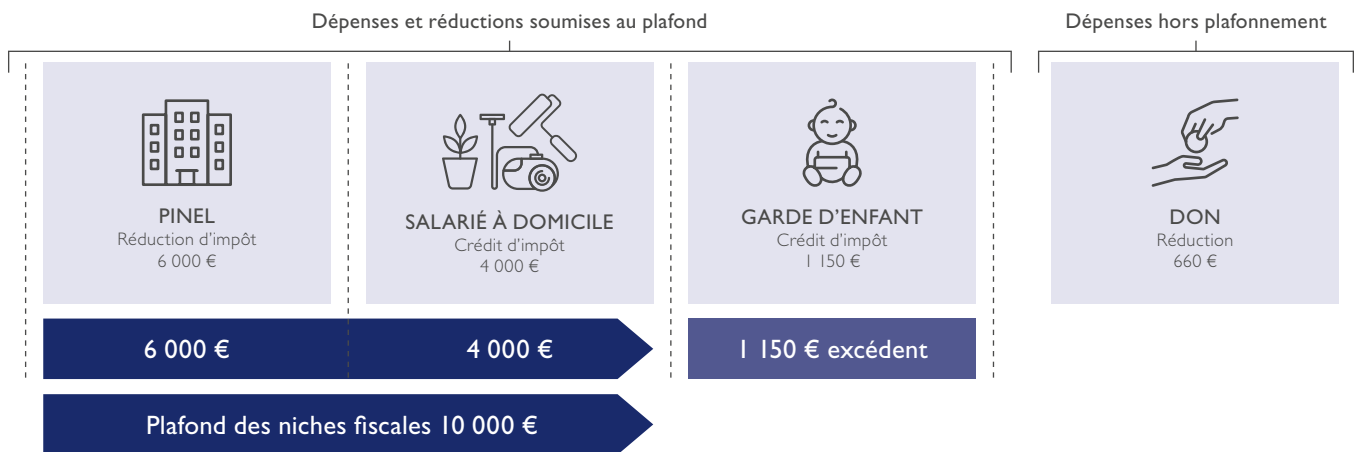 Dépenses et réductions soumises au plafond
Dépenses hors plafonnement
PINEL
Réduction d'impôt
6 000 €
SALARIÉ À DOMICILE
Crédit d'impôt
4 000 €
GARDE D'ENFANT
Crédit d'impôt
1 150 €
DON
Réduction
660 €
6 000 €
4 000 €
1 150 € excédent
Plafond des niches fiscales 10 000 €